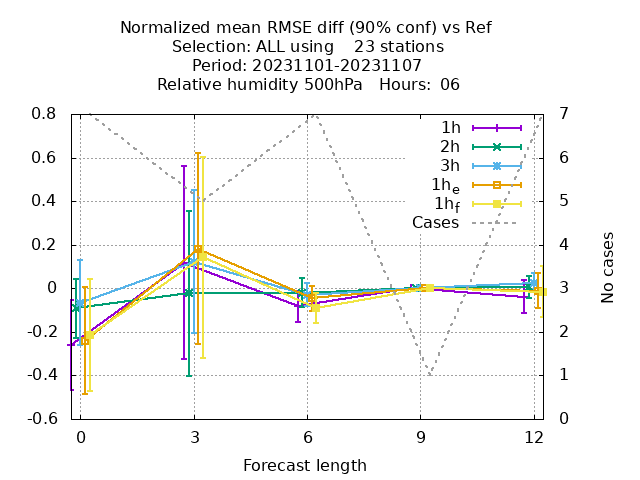 Normalized mean RMSE diff (90% conf) vs Ref
Selection: ALL using    23 stations
Period: 20231101-20231107
Relative humidity 500hPa   Hours:  06
0.8
0.6
0.4
0.2
0
-0.2
-0.4
-0.6
7
6
5
4
3
2
1
0
1h
2h
3h
1he
1hf
Cases
No cases
0 3 6 9 12
Forecast length